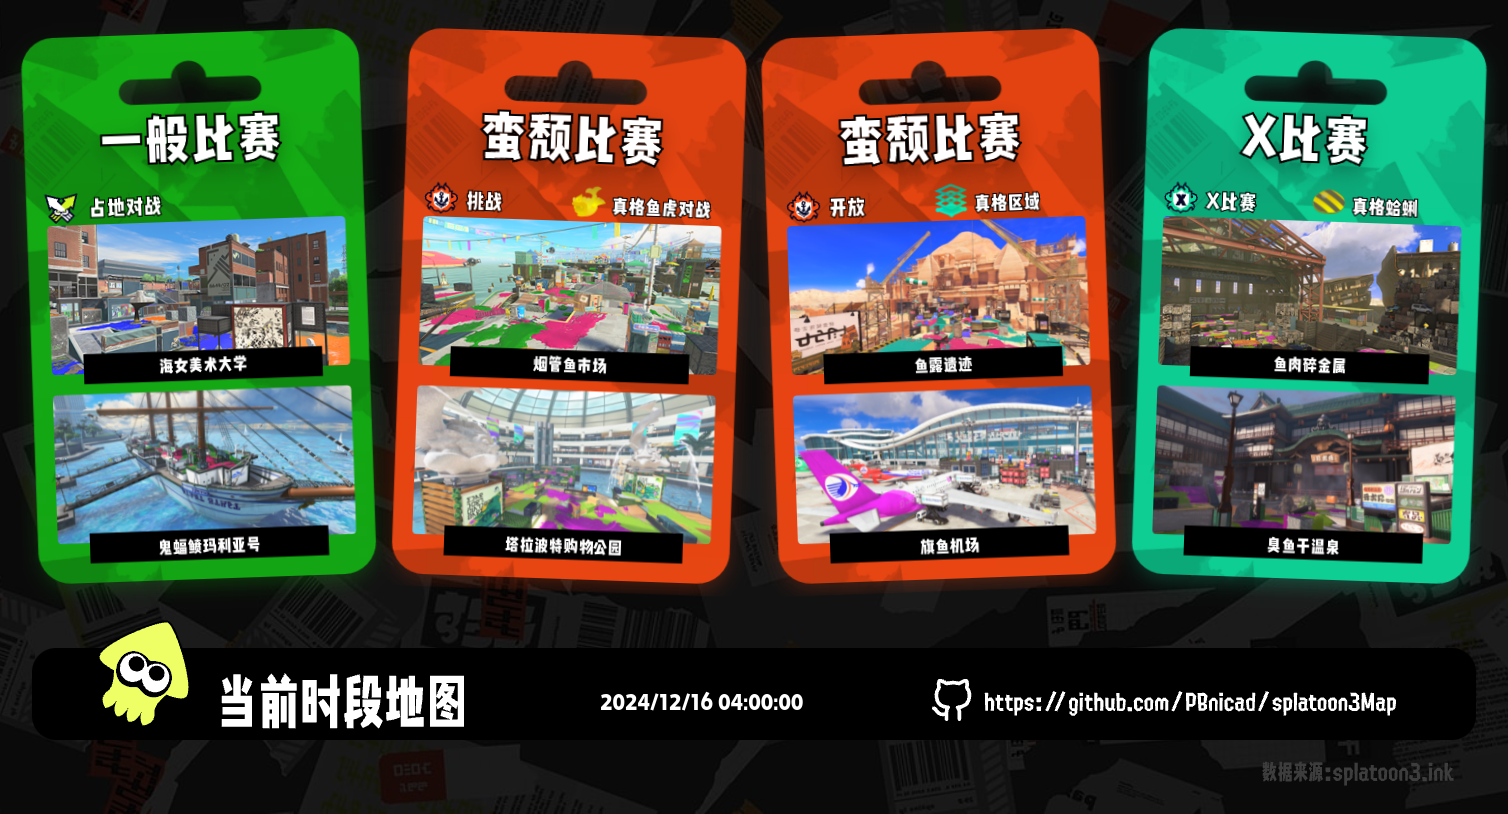 一般比赛
占地对战
海女美术大学
鬼蝠鲼玛利亚号
蛮颓比赛
挑战
真格鱼虎对战
烟管鱼市场
塔拉波特购物公园
蛮颓比赛
开放
真格区域
鱼露遗迹
旗鱼机场
X比赛
X比赛
真格蛤蜊
鱼肉碎金属
臭鱼干温泉
当前时段地图
2024/12/16 04:00:00
https://github.com/PBnicad/splatoon3Map
数据来源:splatoon3.ink